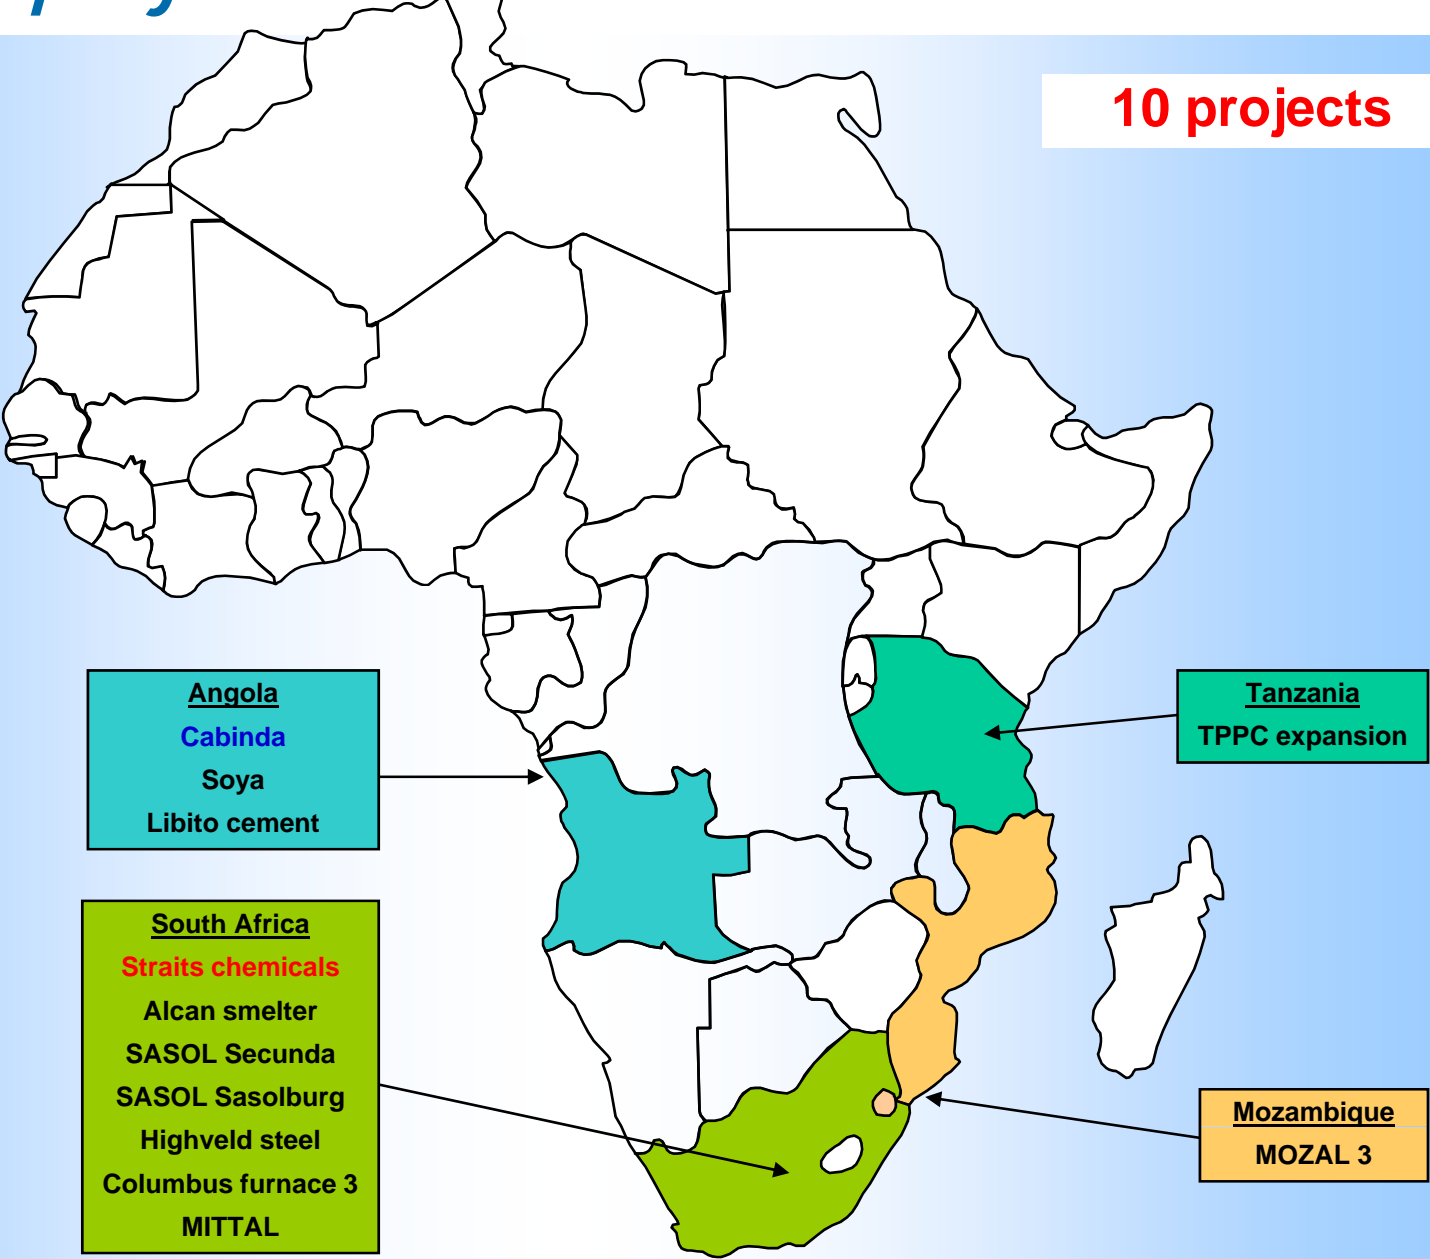 10 projects
Angola
Cabinda
Soya
Libito cement
Tanzania
TPPC expansion
South Africa
Straits chemicals
Alcan smelter
SASOL Secunda
SASOL Sasolburg
Highveld steel
Columbus furnace 3
MITTAL
Mozambique
MOZAL 3